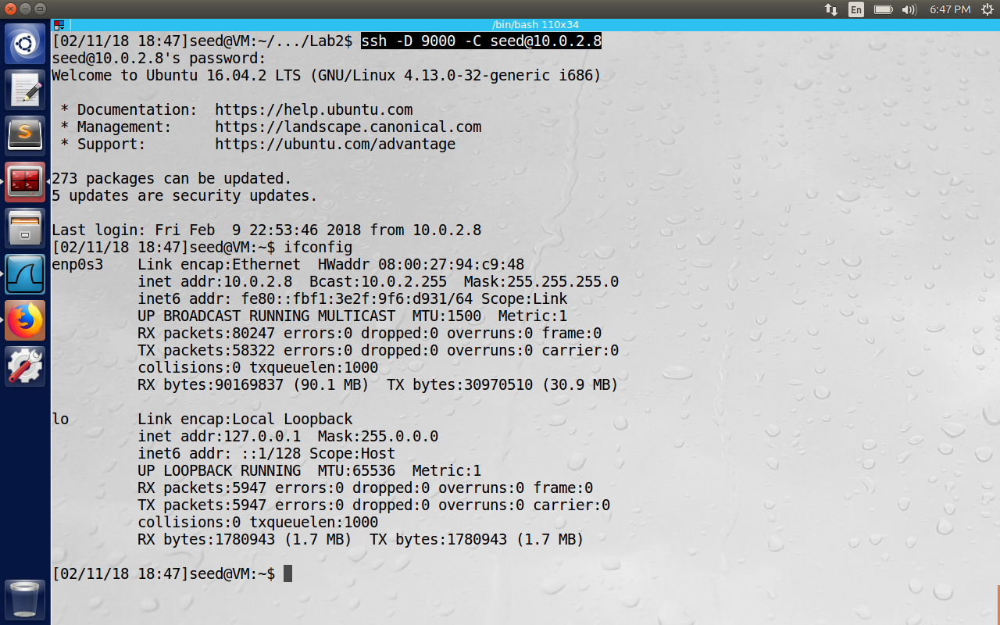 En 6:47 PM
/bin/bash 110x34
[02/11/18 18:47]seed@VM:~/.../Lab2$ ssh -D 9000 -C seed@10.0.2.8
seed@10.0.2.8's password:
Welcome to Ubuntu 16.04.2 LTS (GNU/Linux 4.13.0-32-generic i686)
* Documentation:  https://help.ubuntu.com
* Management:     https://landscape.canonical.com
* Support:        https://ubuntu.com/advantage
273 packages can be updated.
5 updates are security updates.
Last login: Fri Feb  9 22:53:46 2018 from 10.0.2.8
[02/11/18 18:47]seed@VM:~$ ifconfig
enp0s3    Link encap:Ethernet  HWaddr 08:00:27:94:c9:48
inet addr:10.0.2.8  Bcast:10.0.2.255  Mask:255.255.255.0
inet6 addr: fe80::fbf1:3e2f:9f6:d931/64 Scope:Link
UP BROADCAST RUNNING MULTICAST  MTU:1500  Metric:1
RX packets:80247 errors:0 dropped:0 overruns:0 frame:0
TX packets:58322 errors:0 dropped:0 overruns:0 carrier:0
collisions:0 txqueuelen:1000
RX bytes:90169837 (90.1 MB)  TX bytes:30970510 (30.9 MB)
lo        Link encap:Local Loopback
inet addr:127.0.0.1  Mask:255.0.0.0
inet6 addr: ::1/128 Scope:Host
UP LOOPBACK RUNNING  MTU:65536  Metric:1
RX packets:5947 errors:0 dropped:0 overruns:0 frame:0
TX packets:5947 errors:0 dropped:0 overruns:0 carrier:0
collisions:0 txqueuelen:1000
RX bytes:1780943 (1.7 MB)  TX bytes:1780943 (1.7 MB)
[02/11/18 18:47]seed@VM:~$